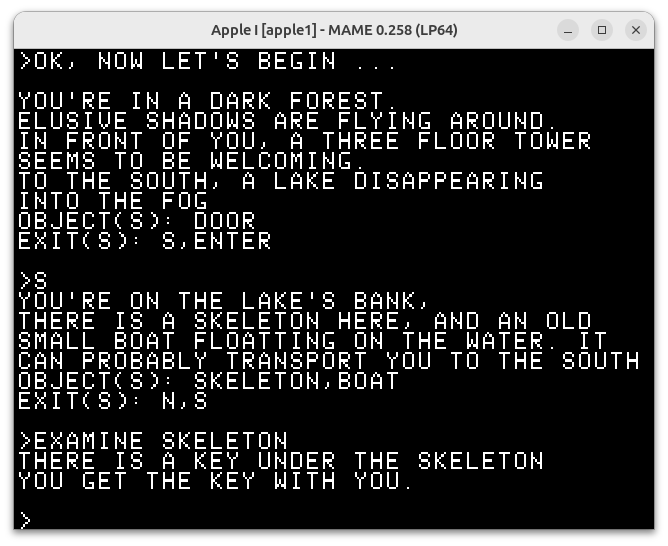 Apple I [apple1] - MAME 0.258 (LP64)
>OK, NOW LET'S BEGIN ...
YOU'RE IN A DARK FOREST.
ELUSIVE SHADOWS ARE FLYING AROUND.
IN FRONT OF YOU, A THREE FLOOR TOWER
SEEMS TO BE WELCOMING.
TO THE SOUTH, A LAKE DISAPPEARING
INTO THE FOG
OBJECT(S): DOOR
EXIT(S): S,ENTER
>S
YOU'RE ON THE LAKE'S BANK,
THERE IS A SKELETON HERE, AND AN OLD
SMALL BOAT FLOATTING ON THE WATER. IT
CAN PROBABLY TRANSPORT YOU TO THE SOUTH
OBJECT(S): SKELETON,BOAT
EXIT(S): N,S
>EXAMINE SKELETON
THERE IS A KEY UNDER THE SKELETON
YOU GET THE KEY WITH YOU.
>